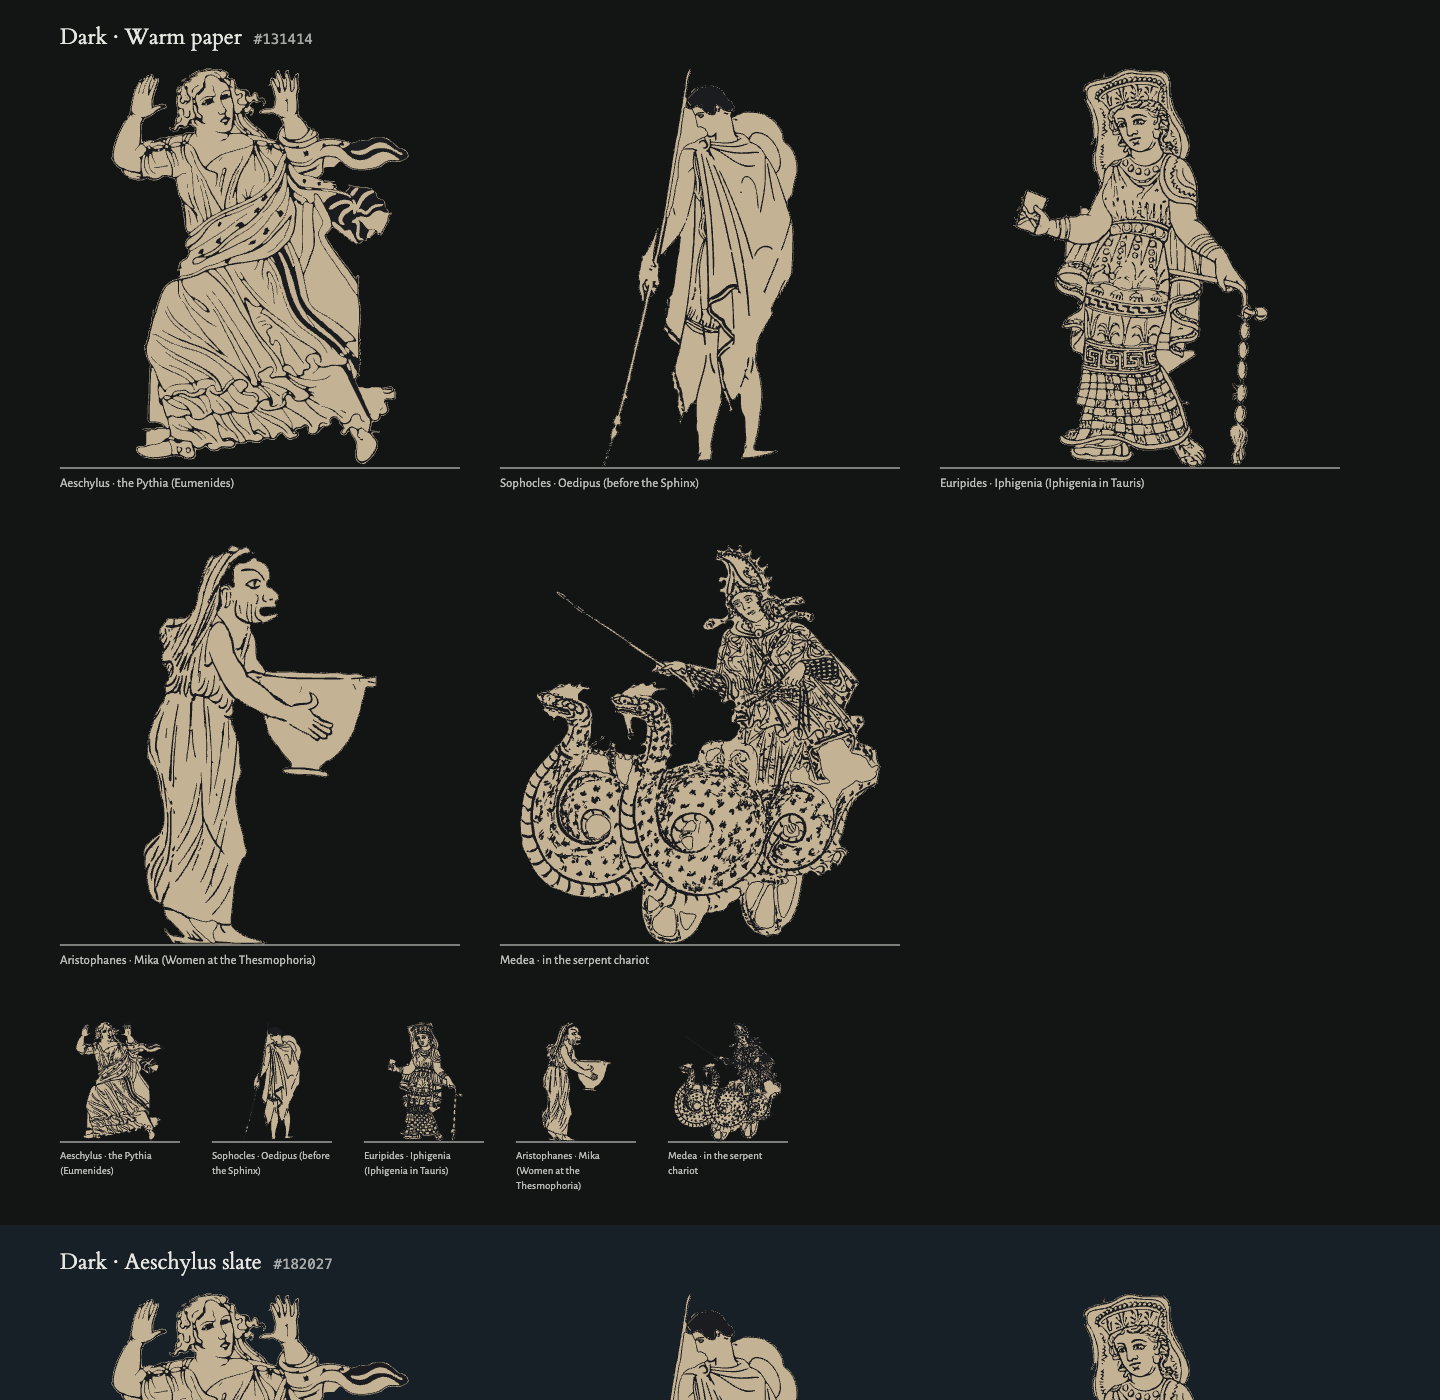 Dark · Warm paper #131414
Aeschylus · the Pythia (Eumenides)
Sophocles · Oedipus (before the Sphinx)
Euripides · Iphigenia (Iphigenia in Tauris)
Aristophanes · Mika (Women at the Thesmophoria)
Medea · in the serpent chariot
Aeschylus · the Pythia
(Eumenides)
Sophocles · Oedipus (before
the Sphinx)
Euripides · Iphigenia
(Iphigenia in Tauris)
Aristophanes · Mika
(Women at the
Thesmophoria)
Medea · in the serpent
chariot
Dark · Aeschylus slate #182027